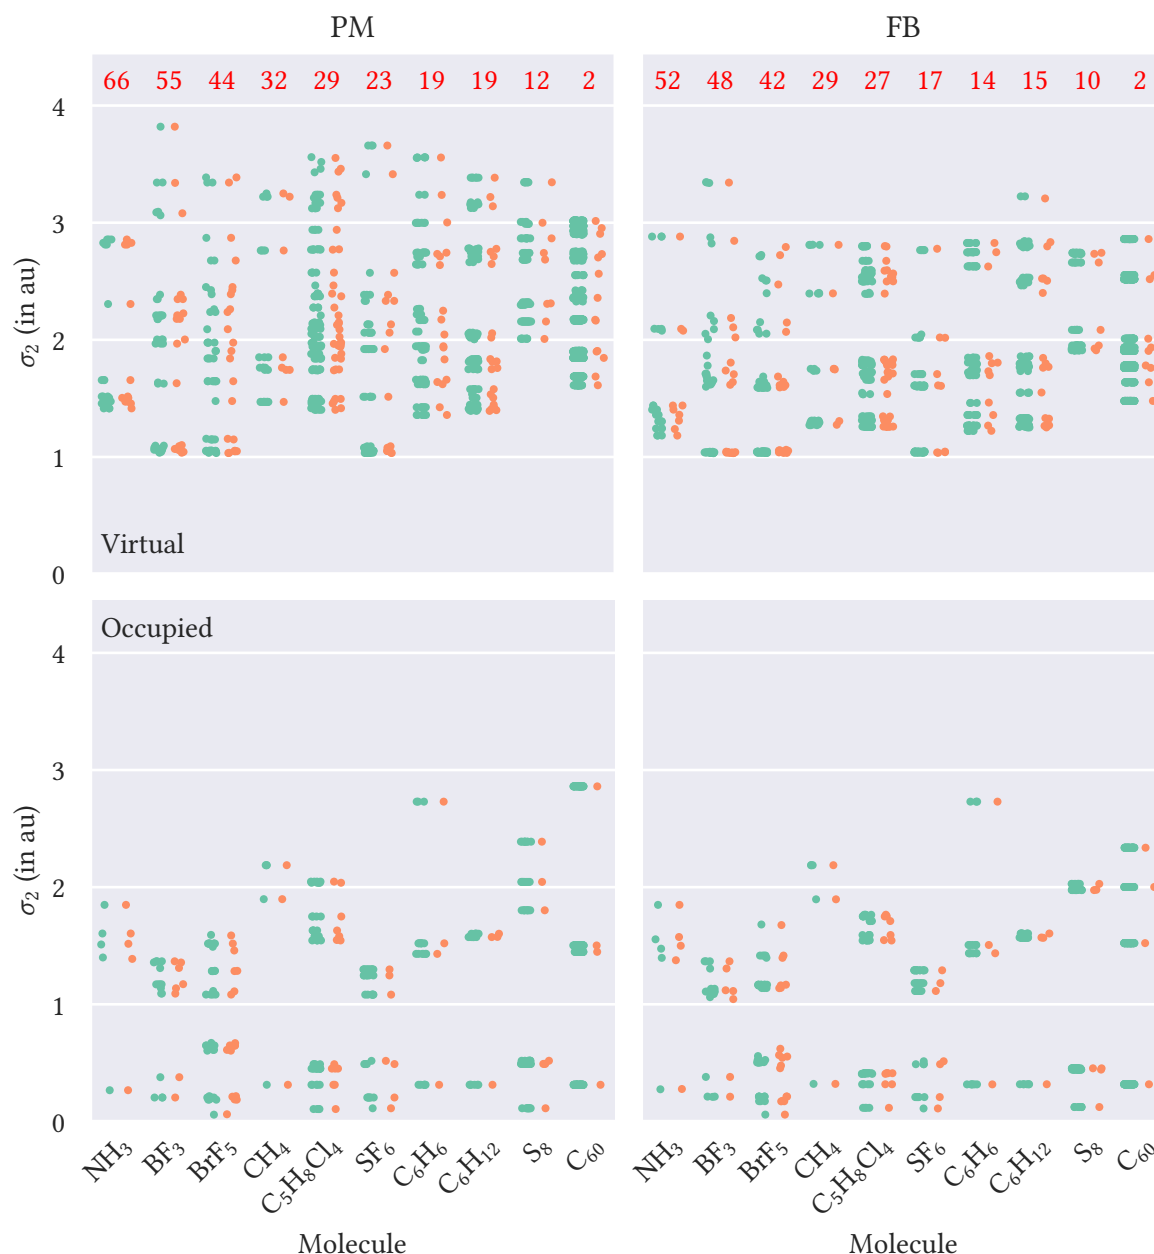 PM FB
66 55 44 32 29 23 19 19 12 2 52 48 42 29 27 17 14 15 10 2
4
3
σ₂ (in au)
2
1
Virtual
0
Occupied
4
3
σ₂ (in au)
2
1
0
NH₃ BF₃ BrF₅ CH₄ C₅H₈Cl₄ SF₆ C₆H₆ C₆H₁₂ S₈ C₆₀ NH₃ BF₃ BrF₅ CH₄ C₅H₈Cl₄ SF₆ C₆H₆ C₆H₁₂ S₈ C₆₀
Molecule Molecule